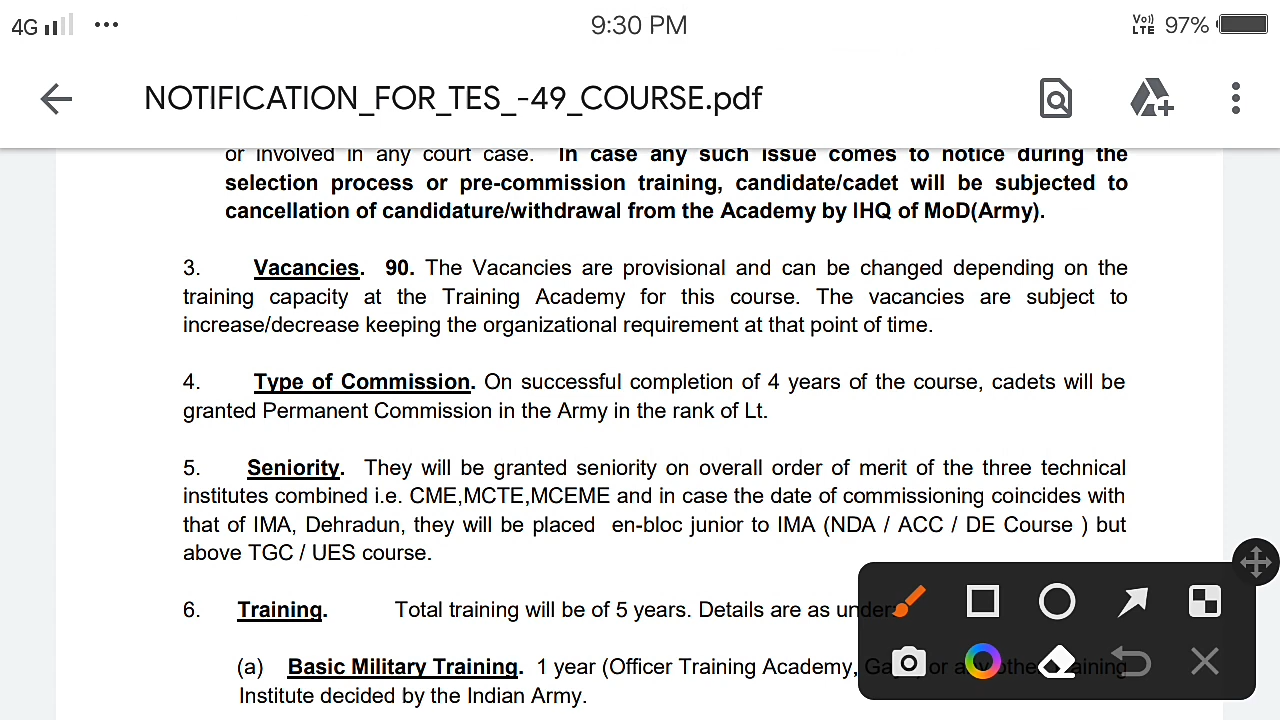 4G 9:30 PM Vo)) LTE 97%
NOTIFICATION_FOR_TES_-49_COURSE.pdf
or involved in any court case. In case any such issue comes to notice during the
selection process or pre-commission training, candidate/cadet will be subjected to
cancellation of candidature/withdrawal from the Academy by IHQ of MoD(Army).
3. Vacancies. 90. The Vacancies are provisional and can be changed depending on the
training capacity at the Training Academy for this course. The vacancies are subject to
increase/decrease keeping the organizational requirement at that point of time.
4. Type of Commission. On successful completion of 4 years of the course, cadets will be
granted Permanent Commission in the Army in the rank of Lt.
5. Seniority. They will be granted seniority on overall order of merit of the three technical
institutes combined i.e. CME,MCTE,MCEME and in case the date of commissioning coincides with
that of IMA, Dehradun, they will be placed en-bloc junior to IMA (NDA / ACC / DE Course ) but
above TGC / UES course.
6. Training. Total training will be of 5 years. Details are as under:
(a) Basic Military Training. 1 year (Officer Training Academy, or any other Training
Institute decided by the Indian Army.